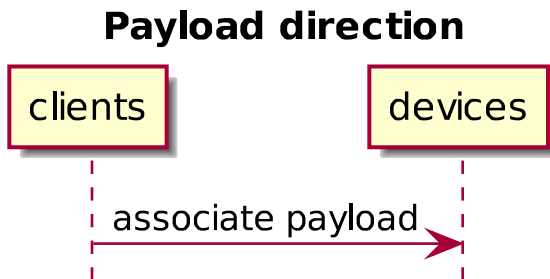 Payload direction
clients
devices
associate payload